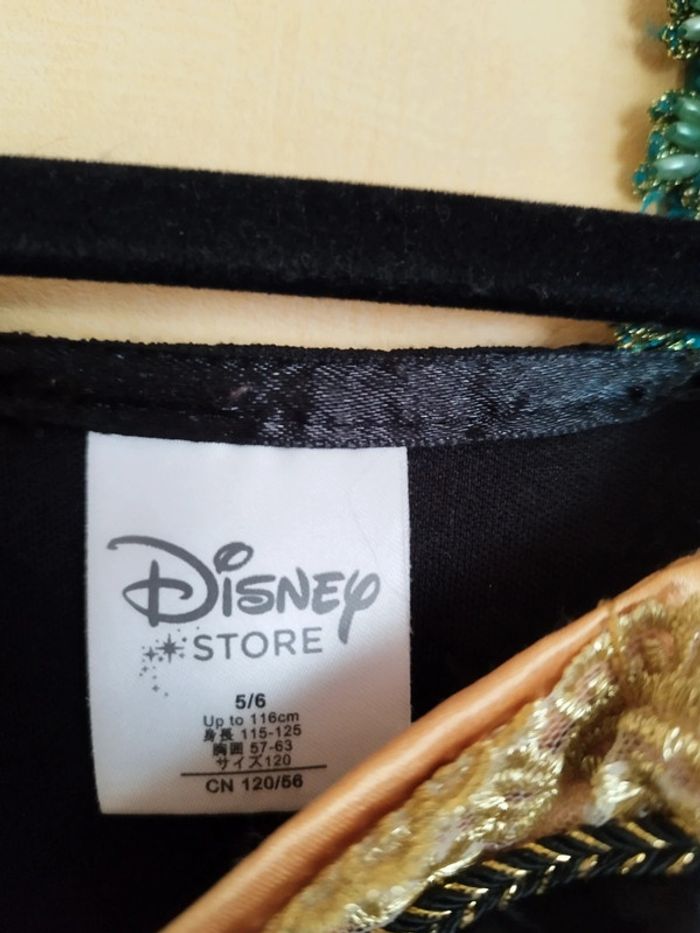 Disney
STORE
5/6
Up to 116cm
身長 115-125
胸囲 57-63
サイズ120
CN 120/56